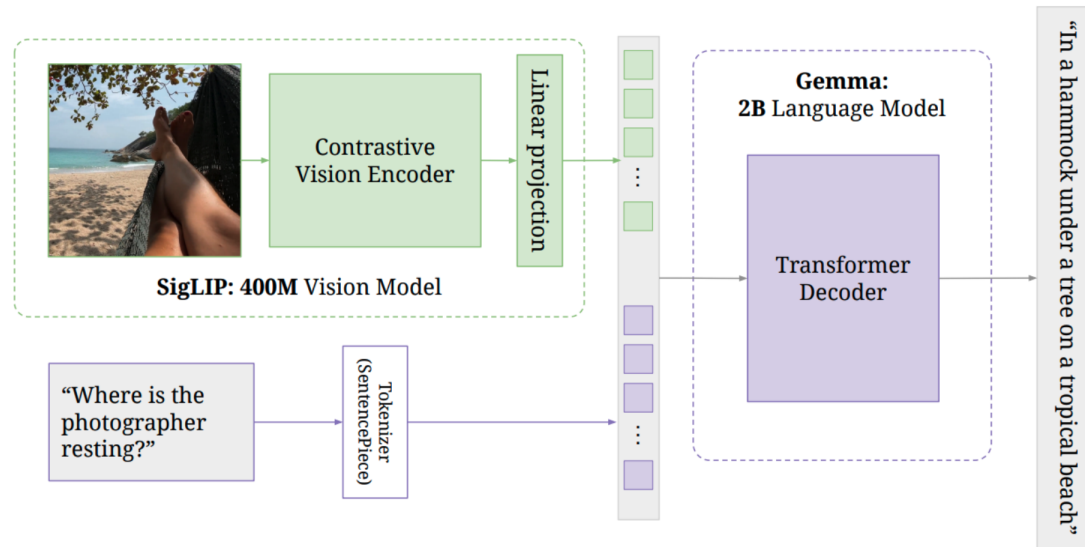 Contrastive
Vision Encoder
Linear projection
SigLIP: 400M Vision Model
“Where is the
photographer
resting?”
Tokenizer
(SentencePiece)
...
...
Gemma:
2B Language Model
Transformer
Decoder
“In a hammock under a tree on a tropical beach”